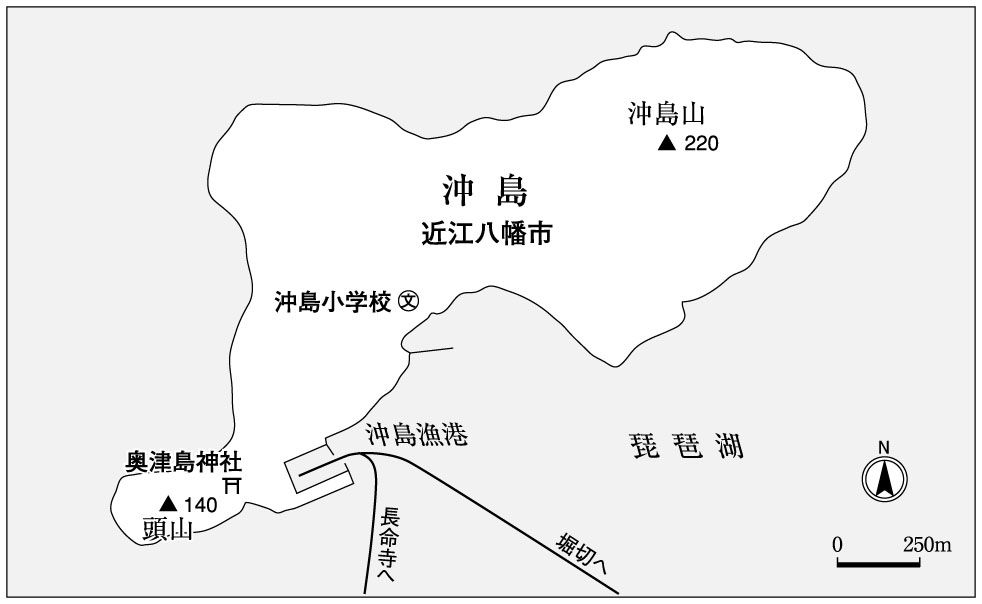 沖島山
▲ 220
沖島
近江八幡市
沖島小学校 文
沖島漁港
琵琶湖
奥津島神社
▲ 140
頭山
長命寺へ
堀切へ
N
0 250m